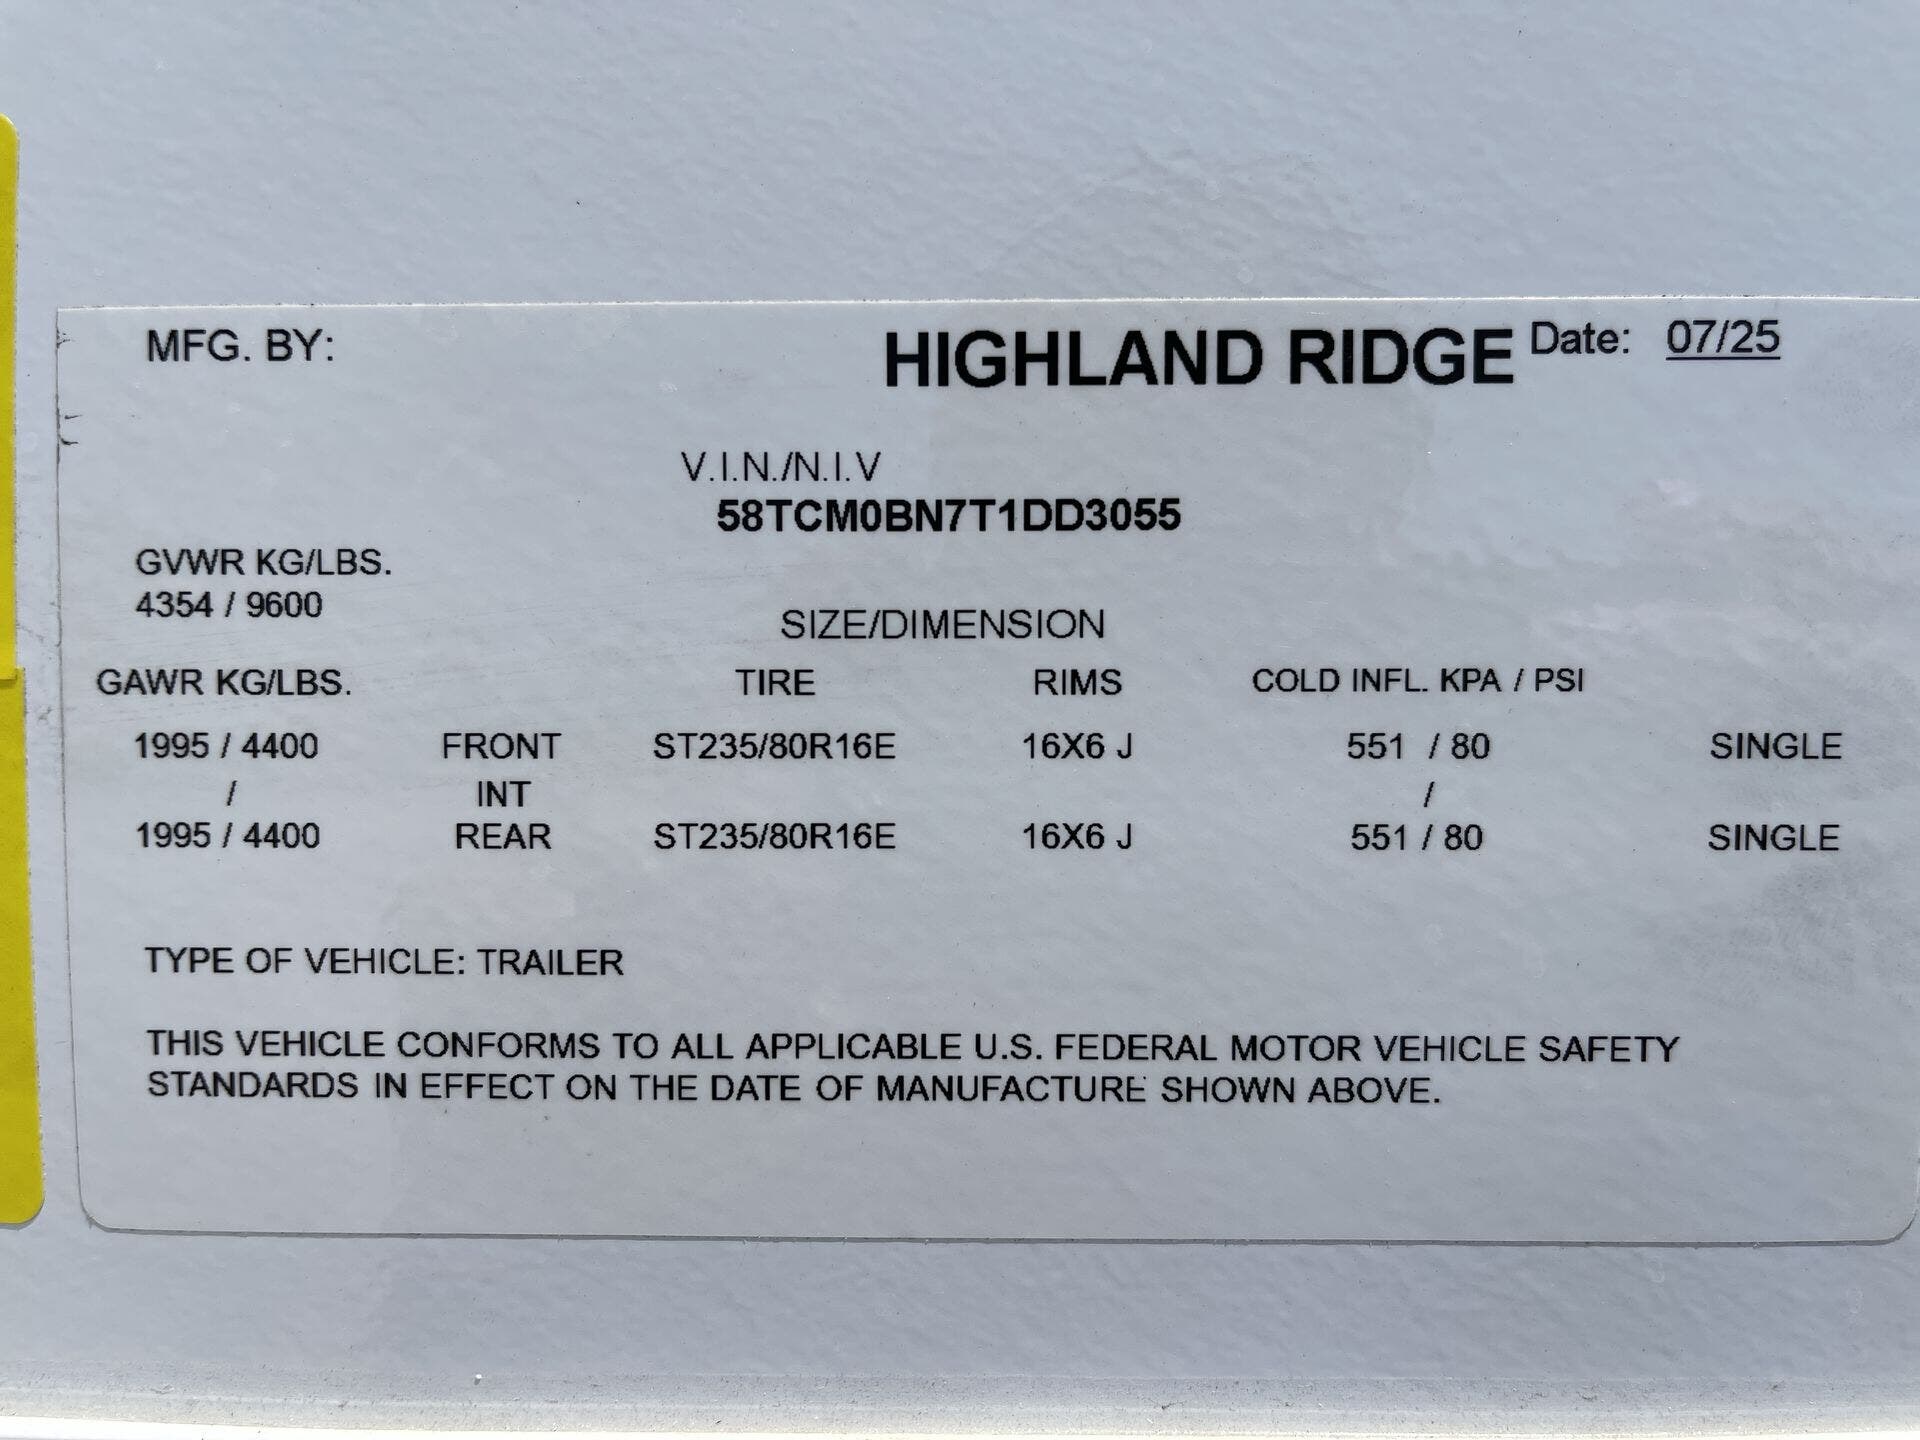 MFG. BY: HIGHLAND RIDGE Date: 07/25
V.I.N./N.I.V
58TCM0BN7T1DD3055
GVWR KG/LBS.
4354 / 9600
SIZE/DIMENSION
GAWR KG/LBS. TIRE RIMS COLD INFL. KPA / PSI
1995 / 4400 FRONT ST235/80R16E 16X6 J 551 / 80 SINGLE
/ INT /
1995 / 4400 REAR ST235/80R16E 16X6 J 551 / 80 SINGLE
TYPE OF VEHICLE: TRAILER
THIS VEHICLE CONFORMS TO ALL APPLICABLE U.S. FEDERAL MOTOR VEHICLE SAFETY
STANDARDS IN EFFECT ON THE DATE OF MANUFACTURE SHOWN ABOVE.